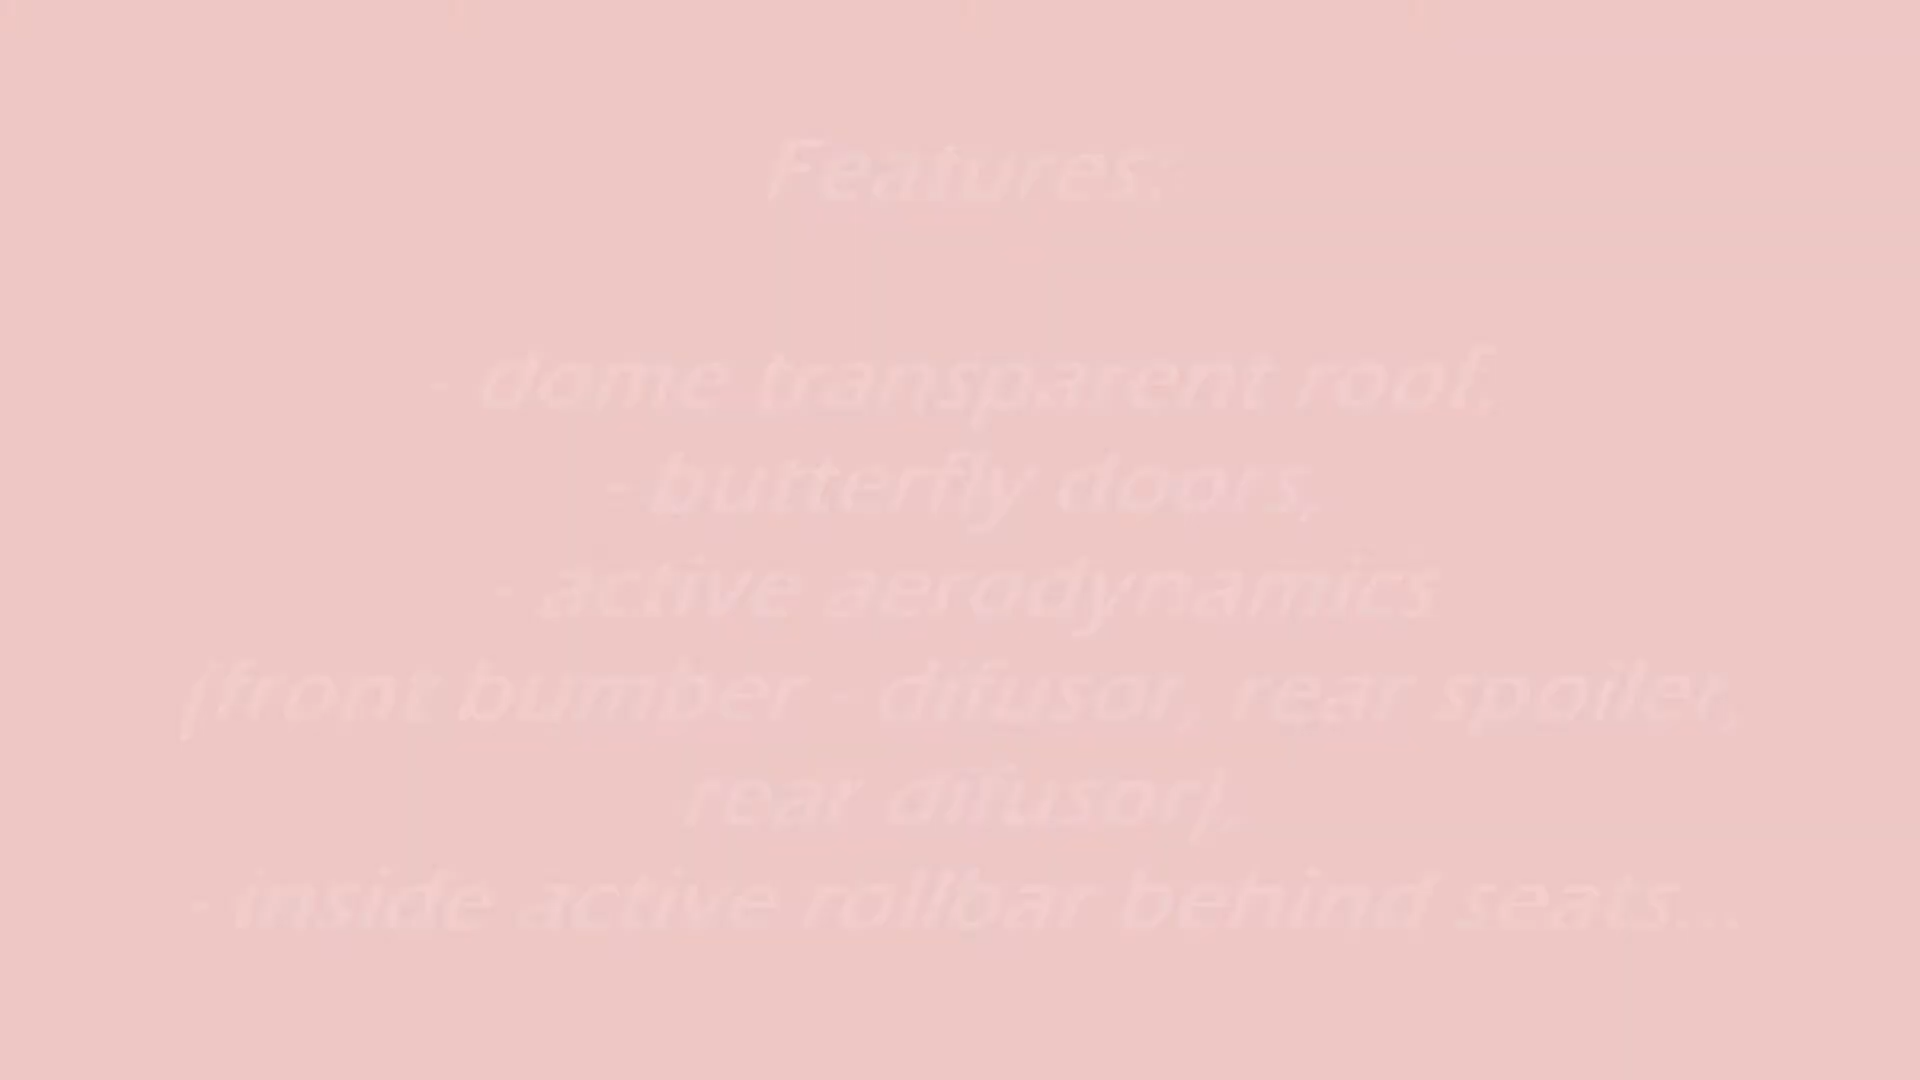 Features:
- dome transparent roof,
- butterfly doors,
- active aerodynamics
(front bumber - difusor, rear spoiler,
rear difusor),
- inside active rollbar behind seats...